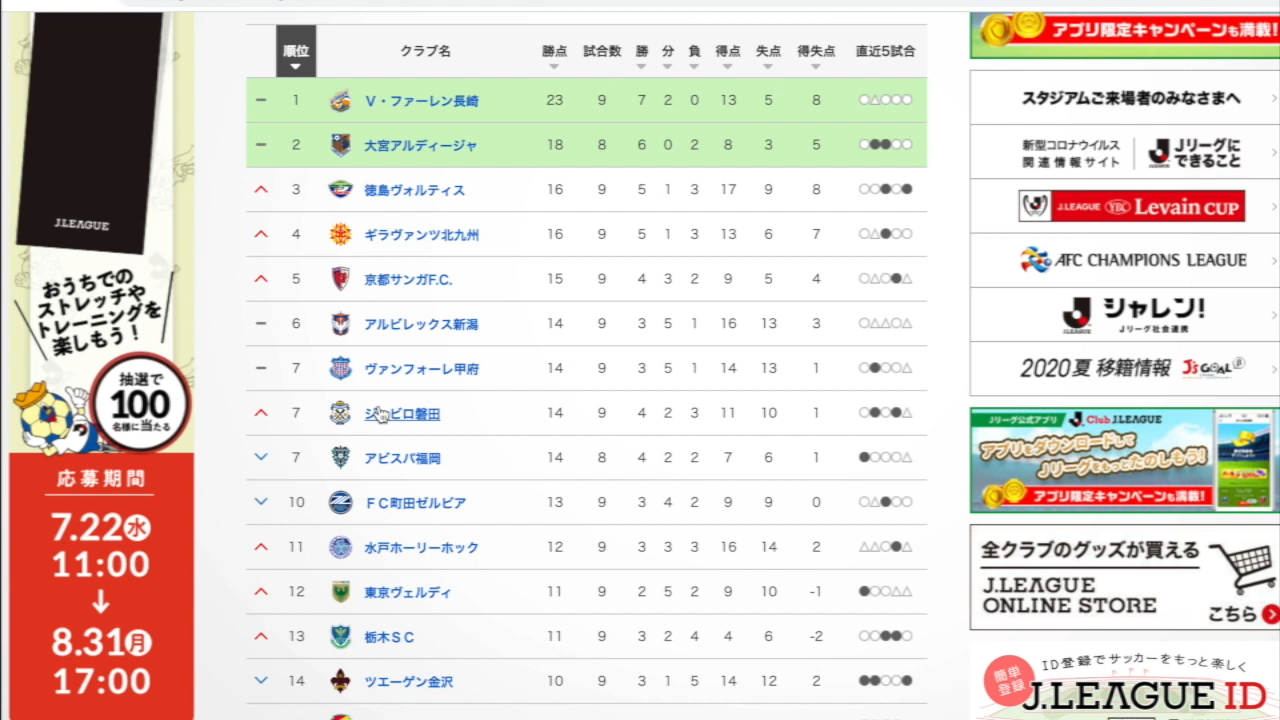 J.LEAGUE
おうちでの
ストレッチや
トレーニングを
楽しもう！
抽選で
100
名様に当たる
応募期間
7.22水
11:00
↓
8.31月
17:00
順位 クラブ名 勝点 試合数 勝 分 負 得点 失点 得失点 直近5試合
1 V・ファーレン長崎 23 9 7 2 0 13 5 8 ○△○○○
2 大宮アルディージャ 18 8 6 0 2 8 3 5 ○●●○○
3 徳島ヴォルティス 16 9 5 1 3 17 9 8 ○○●○●
4 ギラヴァンツ北九州 16 9 5 1 3 13 6 7 ○△●○○
5 京都サンガF.C. 15 9 4 3 2 9 5 4 ○△○●△
6 アルビレックス新潟 14 9 3 5 1 16 13 3 ○△△○△
7 ヴァンフォーレ甲府 14 9 3 5 1 14 13 1 ○●○○△
7 ジュビロ磐田 14 9 4 2 3 11 10 1 ○●○●△
7 アビスパ福岡 14 8 4 2 2 7 6 1 ●○○○△
10 FC町田ゼルビア 13 9 3 4 2 9 9 0 ○△●○○
11 水戸ホーリーホック 12 9 3 3 3 16 14 2 △△○●△
12 東京ヴェルディ 11 9 2 5 2 9 10 -1 ●○○△△
13 栃木SC 11 9 3 2 4 4 6 -2 ○○●●○
14 ツエーゲン金沢 10 9 3 1 5 14 12 2 ●●○○●
アプリ限定キャンペーンも満載!
スタジアムご来場者のみなさまへ
新型コロナウイルス
関連情報サイト
J.LEAGUE
Jリーグに
できること
J.LEAGUE YBC Levain CUP
AFC CHAMPIONS LEAGUE
J.LEAGUE
シャレン!
Jリーグ社会連携
2020夏 移籍情報 J'sGOALβ
Jリーグ公式アプリ Club J.LEAGUE
アプリをダウンロードして
Jリーグをもっとたのしもう!
アプリ限定キャンペーンも満載!
全クラブのグッズが買える
J.LEAGUE
ONLINE STORE
こちら
簡単
登録
ID登録でサッカーをもっと楽しく
J.LEAGUE ID